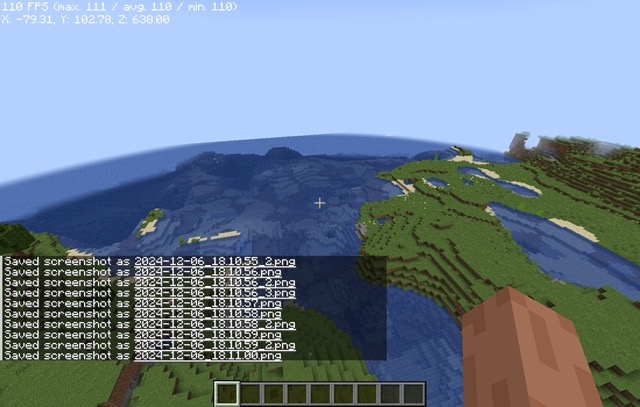 110 FPS (max. 111 / avg. 110 / min. 110)
X: -79.31, Y: 102.78, Z: 638.00
Saved screenshot as 2024-12-06_18.10.55_2.png
Saved screenshot as 2024-12-06_18.10.56.png
Saved screenshot as 2024-12-06_18.10.56_2.png
Saved screenshot as 2024-12-06_18.10.56_3.png
Saved screenshot as 2024-12-06_18.10.57.png
Saved screenshot as 2024-12-06_18.10.58.png
Saved screenshot as 2024-12-06_18.10.58_2.png
Saved screenshot as 2024-12-06_18.10.59.png
Saved screenshot as 2024-12-06_18.10.59_2.png
Saved screenshot as 2024-12-06_18.11.00.png